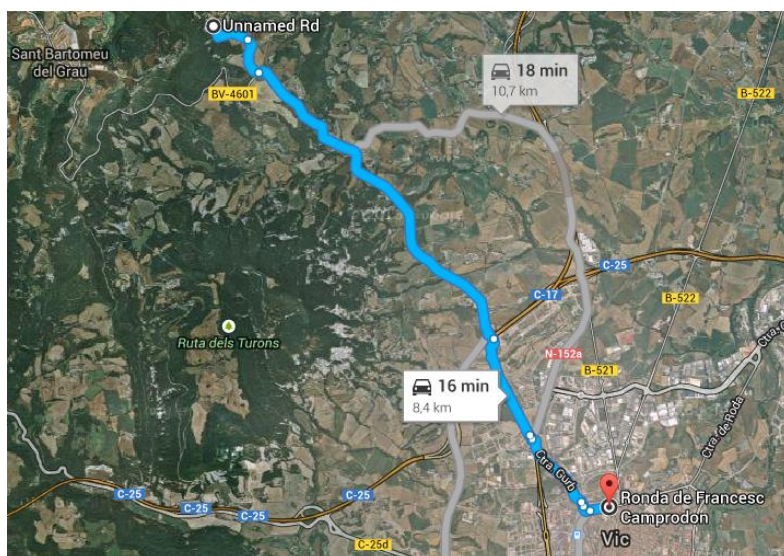 Unnamed Rd
Sant Bartomeu
del Grau
18 min
10,7 km
BV-4601
B-522
C-25
C-17
B-522
Ruta dels Turons
N-152a
B-521
16 min
8,4 km
Ctra. de Roda
Ctra. Gurb
C-25
C-25
C-25
C-25
Ronda de Francesc
Camprodon
Vic
C-25d